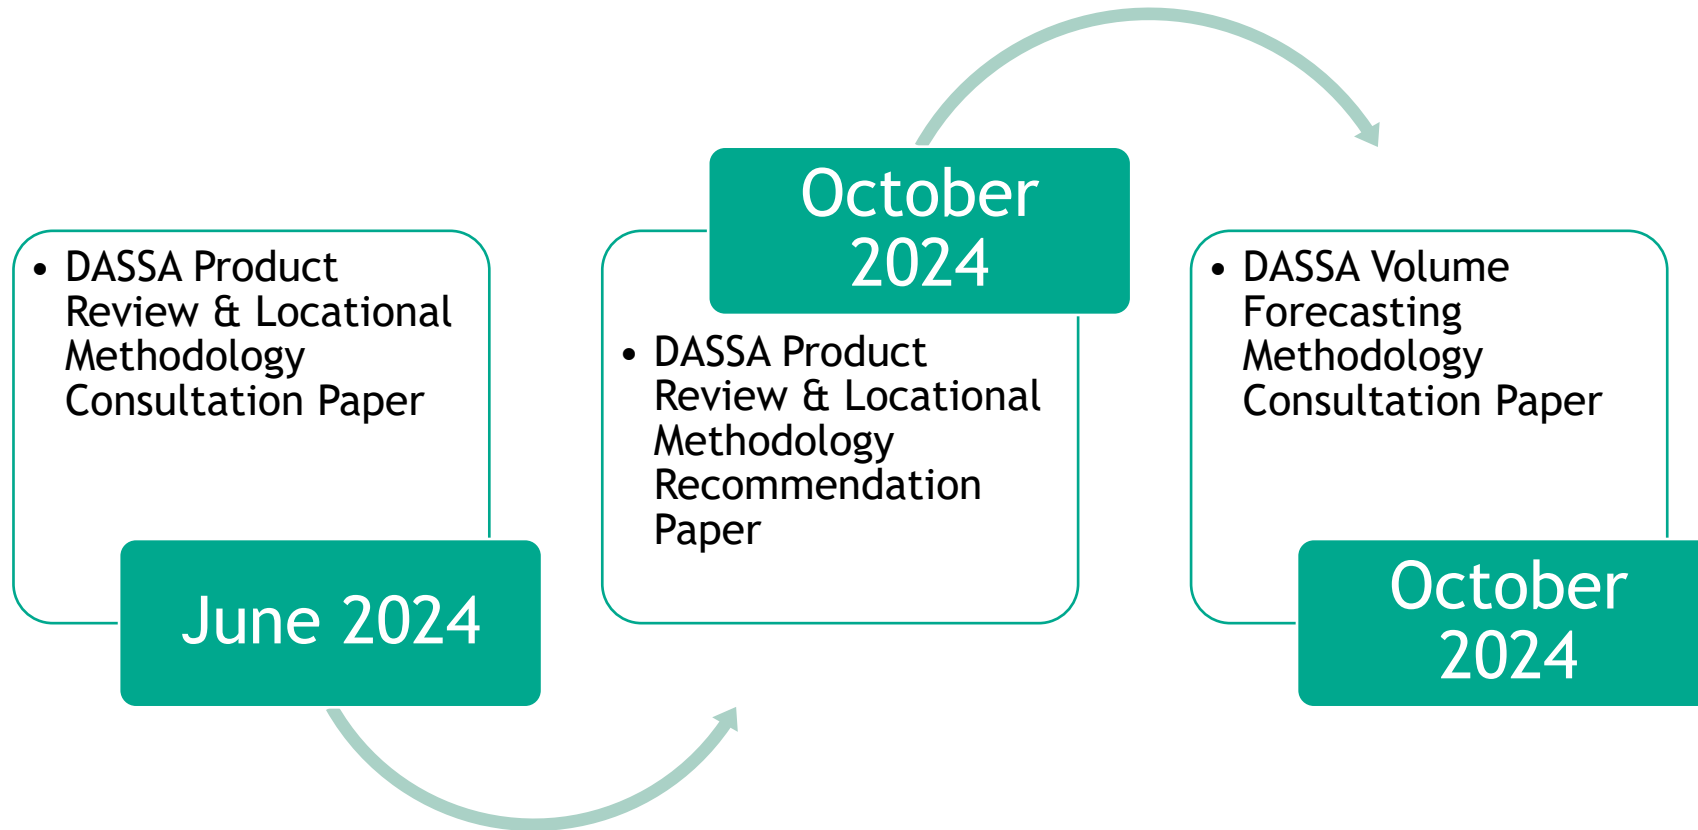 • DASSA Product
Review & Locational
Methodology
Consultation Paper
June 2024
October
2024
• DASSA Product
Review & Locational
Methodology
Recommendation
Paper
• DASSA Volume
Forecasting
Methodology
Consultation Paper
October
2024